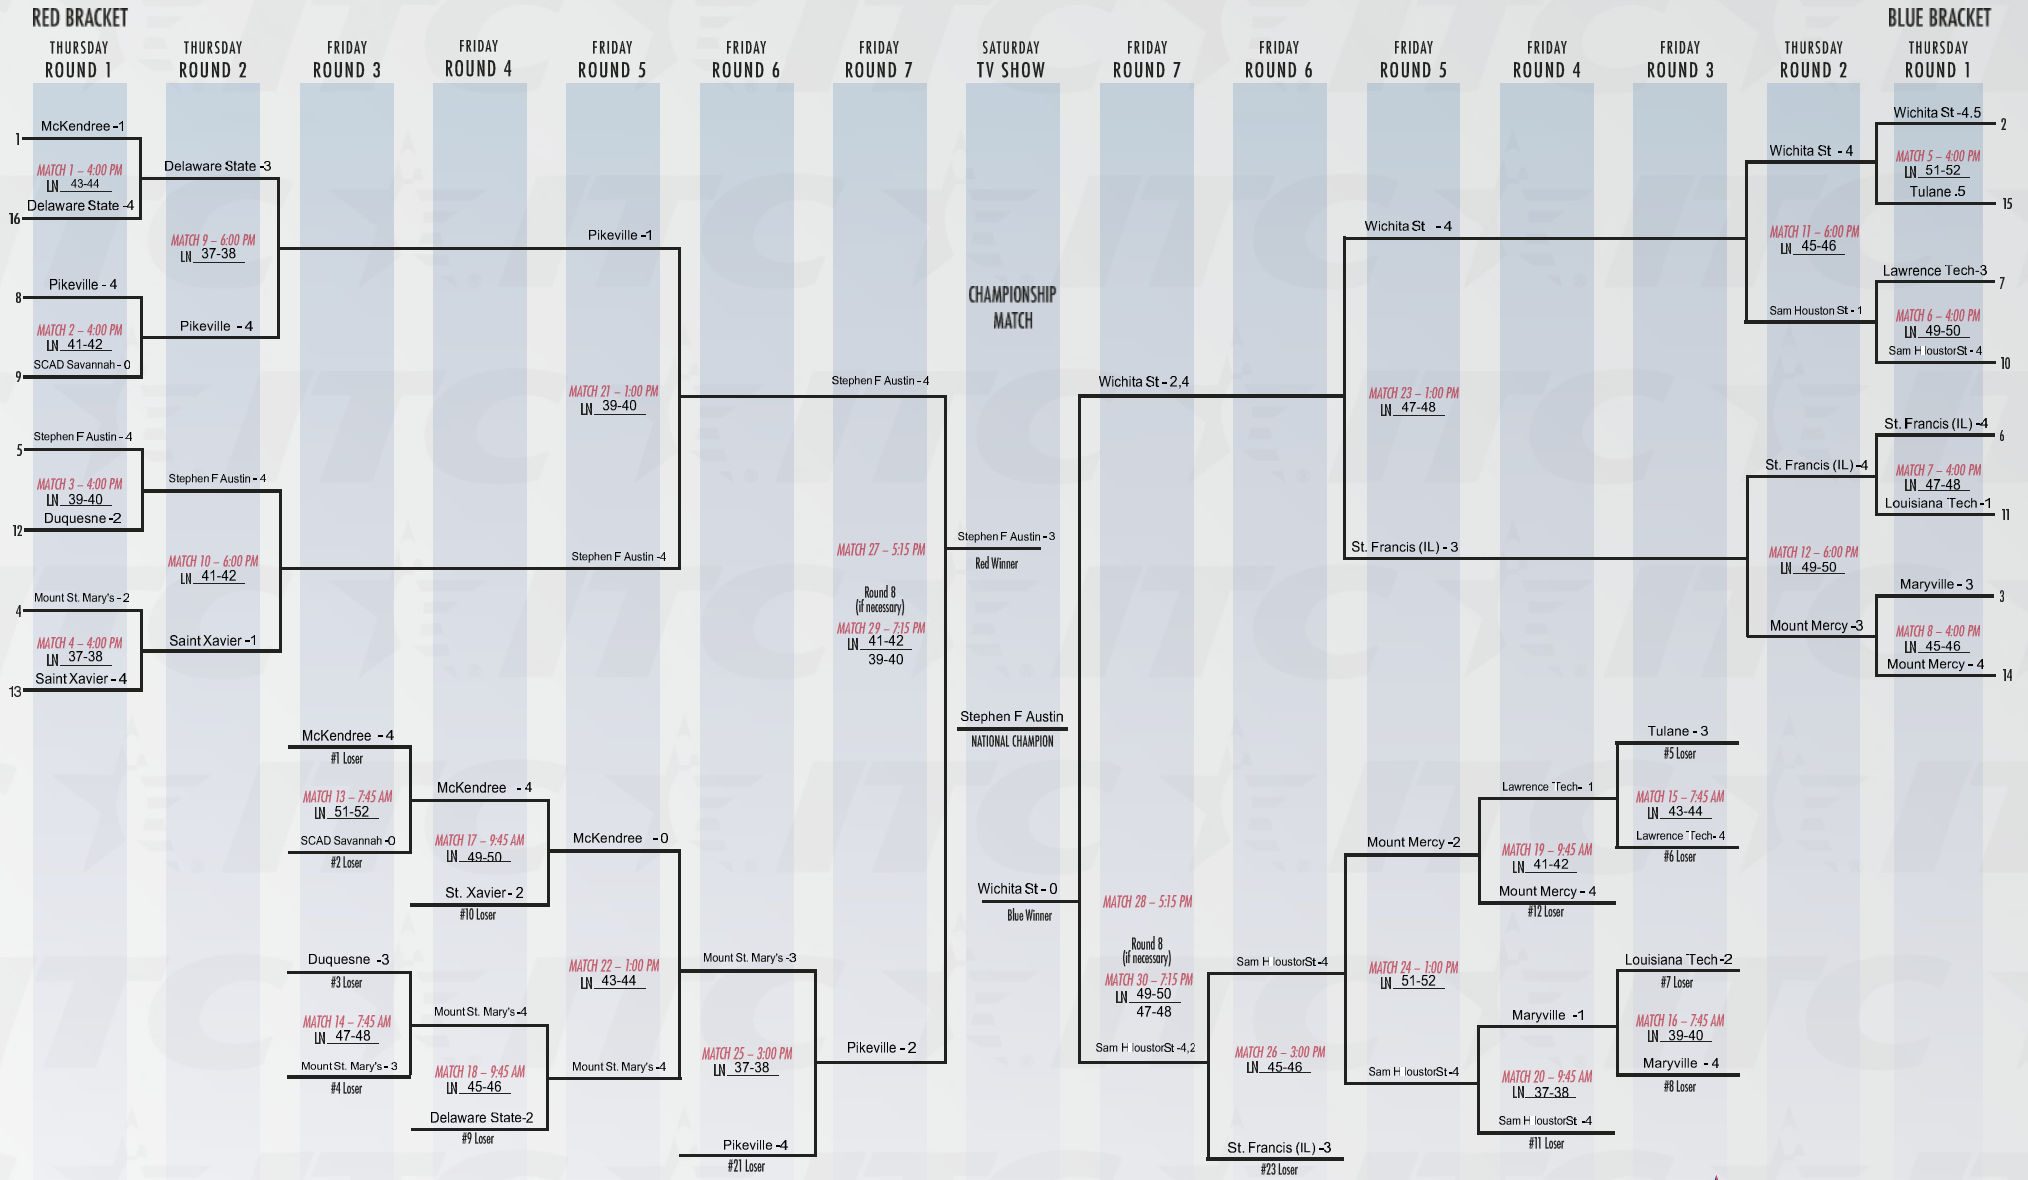 RED BRACKET
BLUE BRACKET
THURSDAY
ROUND 1
THURSDAY
ROUND 2
FRIDAY
ROUND 3
FRIDAY
ROUND 4
FRIDAY
ROUND 5
FRIDAY
ROUND 6
FRIDAY
ROUND 7
SATURDAY
TV SHOW
FRIDAY
ROUND 7
FRIDAY
ROUND 6
FRIDAY
ROUND 5
FRIDAY
ROUND 4
FRIDAY
ROUND 3
THURSDAY
ROUND 2
THURSDAY
ROUND 1
McKendree -1
1
MATCH 1 – 4:00 PM
LN 43-44
Delaware State -4
16
Pikeville - 4
8
MATCH 2 – 4:00 PM
LN 41-42
SCAD Savannah - 0
9
Stephen F Austin - 4
5
MATCH 3 – 4:00 PM
LN 39-40
Duquesne -2
12
Mount St. Mary's - 2
4
MATCH 4 – 4:00 PM
LN 37-38
Saint Xavier - 4
13
Delaware State -3
MATCH 9 – 6:00 PM
LN 37-38
Pikeville - 4
Stephen F Austin - 4
MATCH 10 – 6:00 PM
LN 41-42
Saint Xavier -1
McKendree - 4
#1 Loser
MATCH 13 – 7:45 AM
LN 51-52
SCAD Savannah -0
#2 Loser
Duquesne -3
#3 Loser
MATCH 14 – 7:45 AM
LN 47-48
Mount St. Mary's - 3
#4 Loser
McKendree - 4
MATCH 17 – 9:45 AM
LN 49-50
St. Xavier - 2
#10 Loser
Mount St. Mary's -4
MATCH 18 – 9:45 AM
LN 45-46
Delaware State-2
#9 Loser
Pikeville -1
MATCH 21 – 1:00 PM
LN 39-40
Stephen F Austin -4
McKendree - 0
MATCH 22 – 1:00 PM
LN 43-44
Mount St. Mary's -4
Mount St. Mary's -3
MATCH 25 – 3:00 PM
LN 37-38
Pikeville -4
#21 Loser
Stephen F Austin - 4
MATCH 27 – 5:15 PM
Round 8
(if necessary)
MATCH 29 – 7:15 PM
LN 41-42
39-40
Pikeville - 2
CHAMPIONSHIP
MATCH
Stephen F Austin - 3
Red Winner
Stephen F Austin
NATIONAL CHAMPION
Wichita St - 0
Blue Winner
Wichita St - 2,4
MATCH 28 – 5:15 PM
Round 8
(if necessary)
MATCH 30 – 7:15 PM
LN 49-50
47-48
Sam HloustorSt -4,2
Sam HloustorSt -4
MATCH 26 – 3:00 PM
LN 45-46
St. Francis (IL) -3
#23 Loser
Wichita St - 4
MATCH 23 – 1:00 PM
LN 47-48
St. Francis (IL) - 3
Mount Mercy -2
MATCH 24 – 1:00 PM
LN 51-52
Sam HloustorSt -4
Lawrence Tech- 1
MATCH 19 – 9:45 AM
LN 41-42
Mount Mercy - 4
#12 Loser
Maryville -1
MATCH 20 – 9:45 AM
LN 37-38
Sam HloustorSt -4
#11 Loser
Tulane - 3
#5 Loser
MATCH 15 – 7:45 AM
LN 43-44
Lawrence Tech- 4
#6 Loser
Louisiana Tech -2
#7 Loser
MATCH 16 – 7:45 AM
LN 39-40
Maryville - 4
#8 Loser
Wichita St - 4
MATCH 11 – 6:00 PM
LN 45-46
Sam Houston St - 1
St. Francis (IL) -4
MATCH 12 – 6:00 PM
LN 49-50
Mount Mercy -3
Wichita St -4.5
2
MATCH 5 – 4:00 PM
LN 51-52
Tulane .5
15
Lawrence Tech-3
7
MATCH 6 – 4:00 PM
LN 49-50
Sam HloustorSt - 4
10
St. Francis (IL) -4
6
MATCH 7 – 4:00 PM
LN 47-48
Louisiana Tech -1
11
Maryville - 3
3
MATCH 8 – 4:00 PM
LN 45-46
Mount Mercy - 4
14